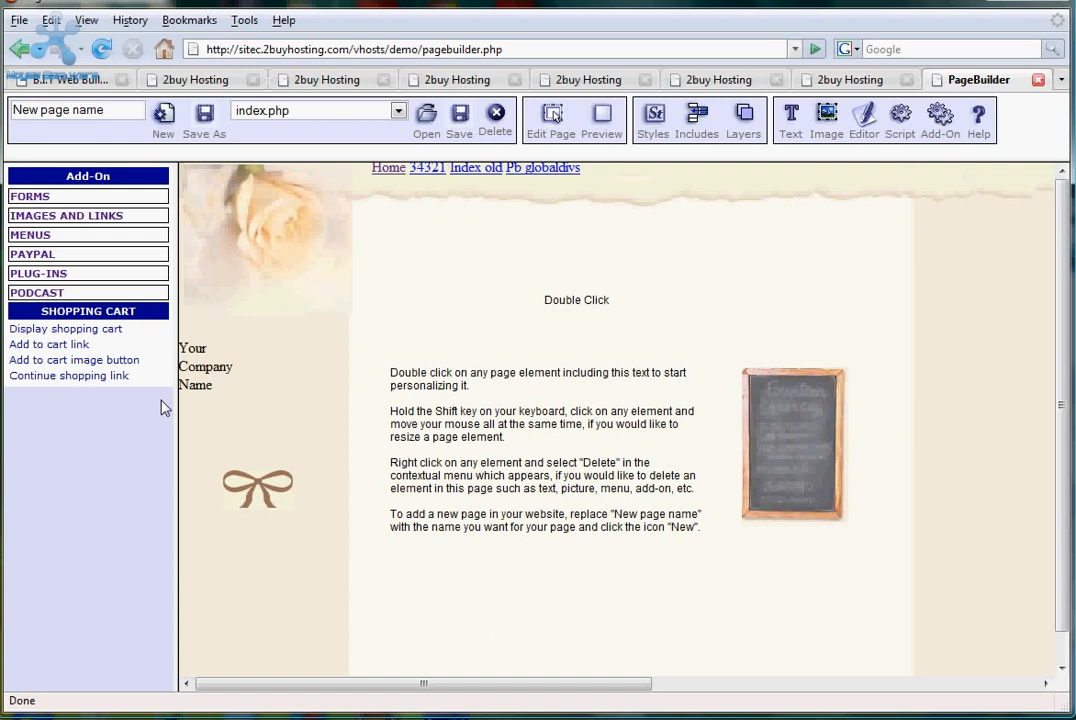 File Edit View History Bookmarks Tools Help
http://sitec.2buyhosting.com/vhosts/demo/pagebuilder.php
Google
B.I.T Web Buil...
2buy Hosting
2buy Hosting
2buy Hosting
2buy Hosting
2buy Hosting
2buy Hosting
PageBuilder
New page name
New
Save As
index.php
Open
Save
Delete
Edit Page
Preview
Styles
Includes
Layers
Text
Image
Editor
Script
Add-On
Help
Add-On
FORMS
IMAGES AND LINKS
MENUS
PAYPAL
PLUG-INS
PODCAST
SHOPPING CART
Display shopping cart
Add to cart link
Add to cart image button
Continue shopping link
Home 34321 Index old Pb globaldivs
Your
Company
Name
Double Click
Double click on any page element including this text to start
personalizing it.
Hold the Shift key on your keyboard, click on any element and
move your mouse all at the same time, if you would like to
resize a page element.
Right click on any element and select "Delete" in the
contextual menu which appears, if you would like to delete an
element in this page such as text, picture, menu, add-on, etc.
To add a new page in your website, replace "New page name"
with the name you want for your page and click the icon "New".
Done